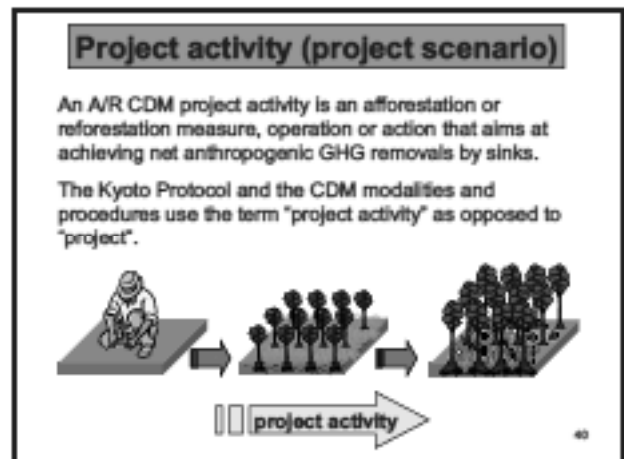 Project activity (project scenario)
An A/R CDM project activity is an afforestation or
reforestation measure, operation or action that aims at
achieving net anthropogenic GHG removals by sinks.
The Kyoto Protocol and the CDM modalities and
procedures use the term "project activity" as opposed to
"project".
project activity
40